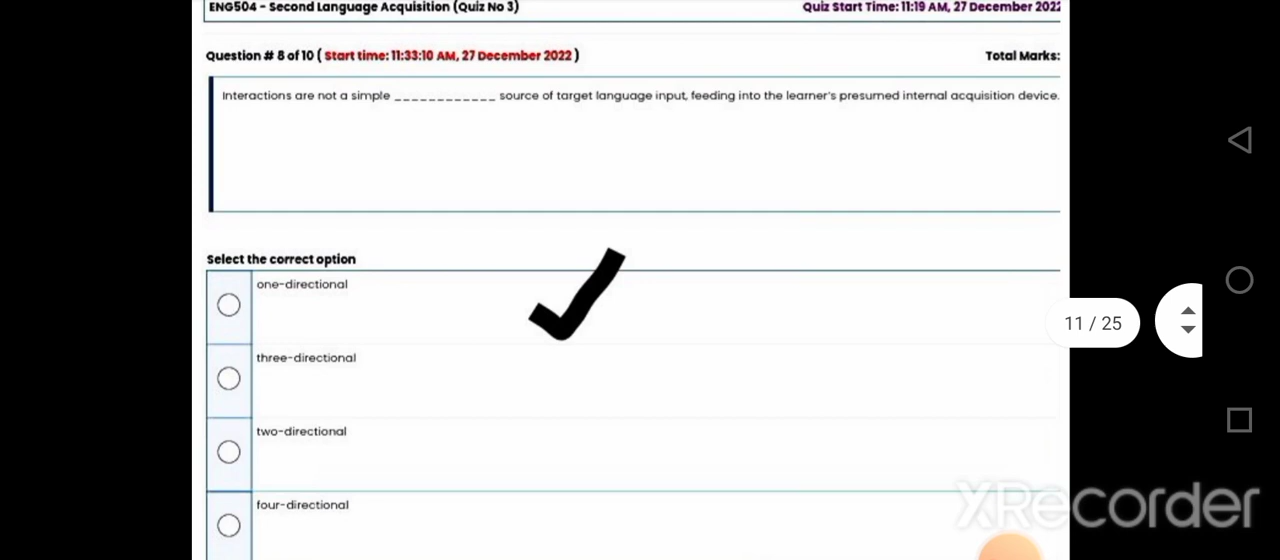 ENG504 - Second Language Acquisition (Quiz No 3) Quiz Start Time: 11:19 AM, 27 December 2022
Question # 8 of 10 ( Start time: 11:33:10 AM, 27 December 2022 ) Total Marks:
Interactions are not a simple ____________ source of target language input, feeding into the learner's presumed internal acquisition device.
Select the correct option
one-directional
three-directional
11 / 25
two-directional
four-directional
XRecorder